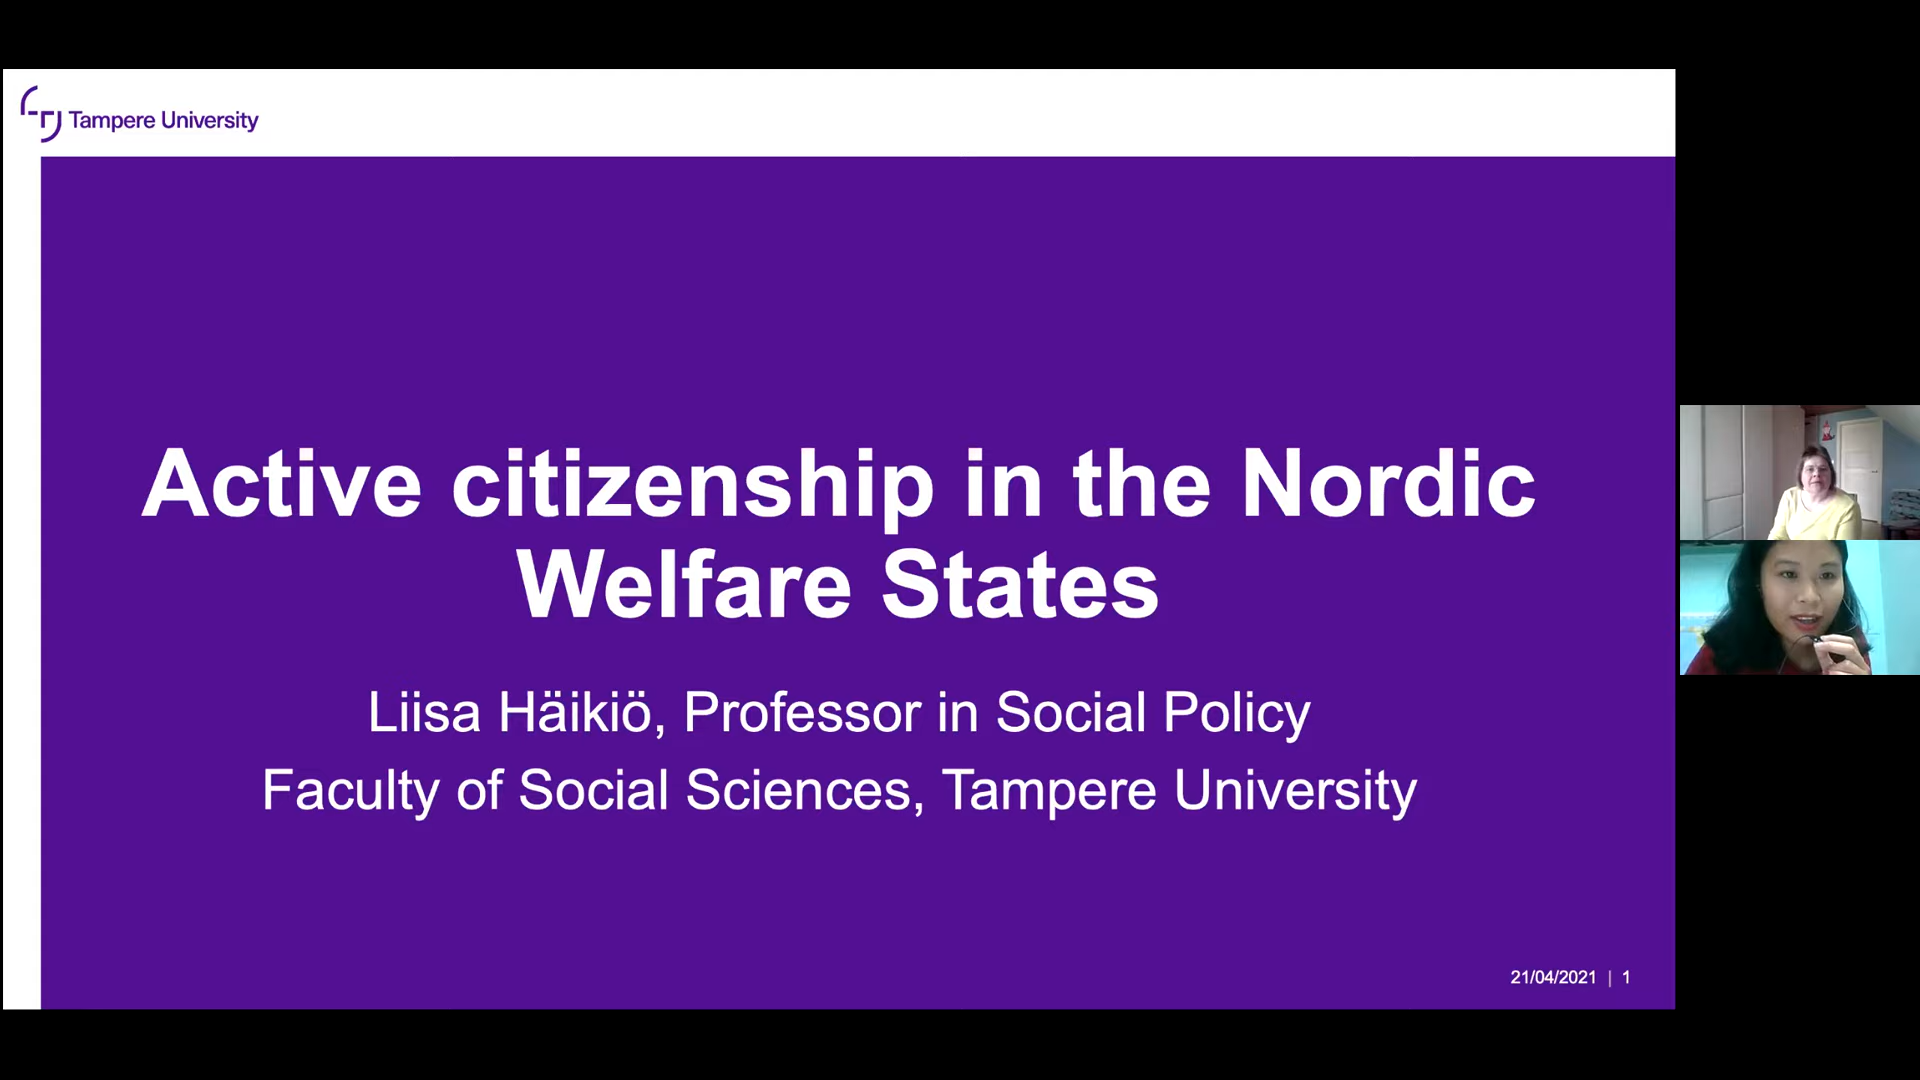 Tampere University
Active citizenship in the Nordic
Welfare States
Liisa Häikiö, Professor in Social Policy
Faculty of Social Sciences, Tampere University
21/04/2021 | 1